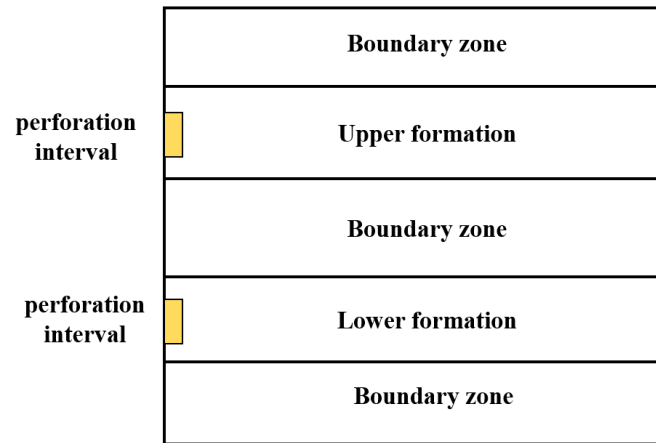 Boundary zone
perforation
interval
Upper formation
Boundary zone
perforation
interval
Lower formation
Boundary zone